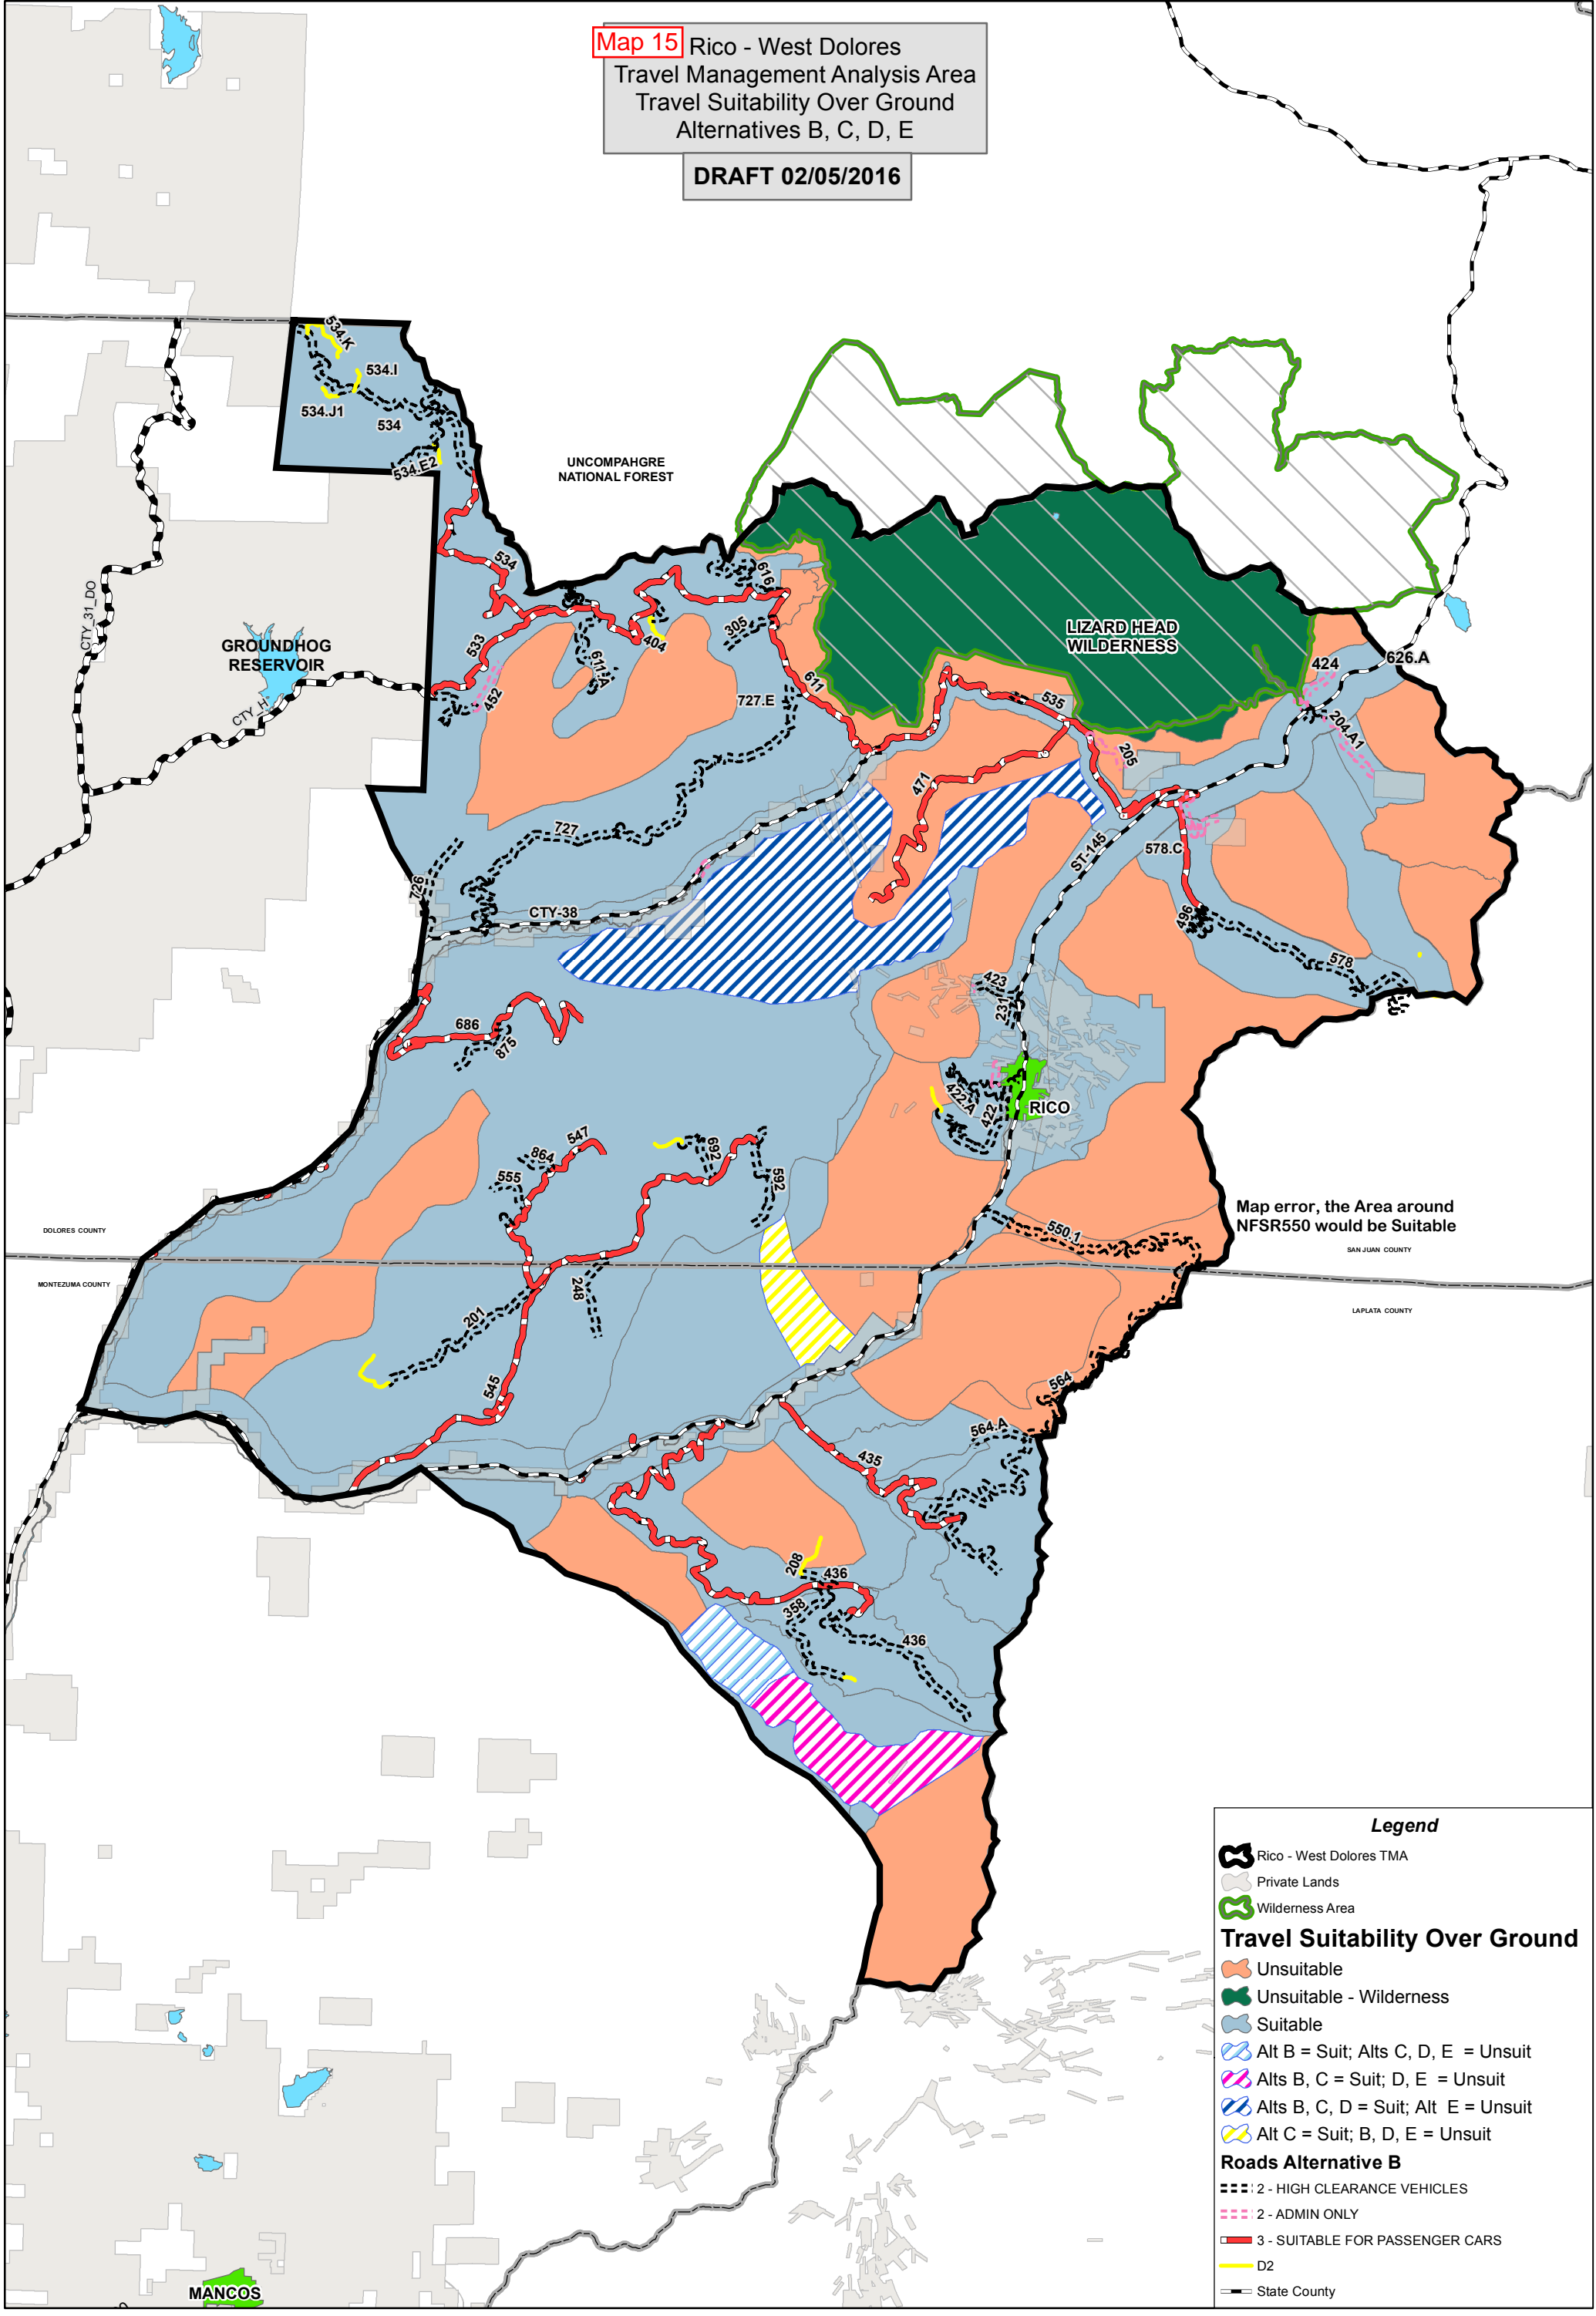 Map 15
Rico - West Dolores
Travel Management Analysis Area
Travel Suitability Over Ground
Alternatives B, C, D, E
DRAFT 02/05/2016
534.K
534.I
534.J1
534
534.E2
UNCOMPAHGRE
NATIONAL FOREST
534
616
CTY_31_DO
GROUNDHOG
RESERVOIR
533
404
305
LIZARD HEAD
WILDERNESS
626.A
424
611.A
611
452
CTY_H
727.E
535
204.A1
205
471
727
ST-145
578.C
726
CTY-38
496
578
423
231
686
875
422.A
422
RICO
547
864
692
555
592
Map error, the Area around
NFSR550 would be Suitable
DOLORES COUNTY
550.1
SAN JUAN COUNTY
MONTEZUMA COUNTY
248
LAPLATA COUNTY
201
545
564
564.A
435
208
436
358
436
Legend
Rico - West Dolores TMA
Private Lands
Wilderness Area
Travel Suitability Over Ground
Unsuitable
Unsuitable - Wilderness
Suitable
Alt B = Suit; Alts C, D, E = Unsuit
Alts B, C = Suit; D, E = Unsuit
Alts B, C, D = Suit; Alt E = Unsuit
Alt C = Suit; B, D, E = Unsuit
Roads Alternative B
2 - HIGH CLEARANCE VEHICLES
2 - ADMIN ONLY
3 - SUITABLE FOR PASSENGER CARS
D2
State County
MANCOS